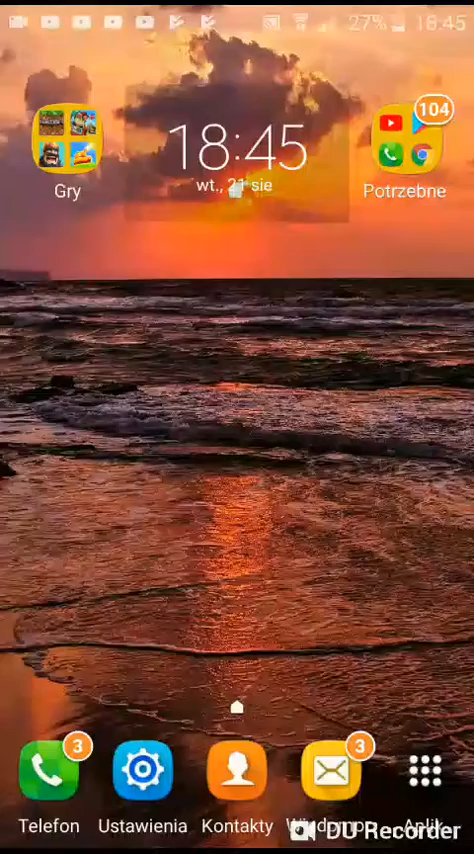 27% 18:45
104
18:45
wt., 21 sie
Gry
Potrzebne
3
3
Telefon
Ustawienia
Kontakty
DU Recorder